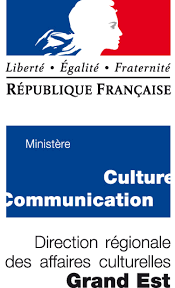 Liberté • Égalité • Fraternité
RÉPUBLIQUE FRANÇAISE
Ministère
Culture
Communication
Direction régionale
des affaires culturelles
Grand Est